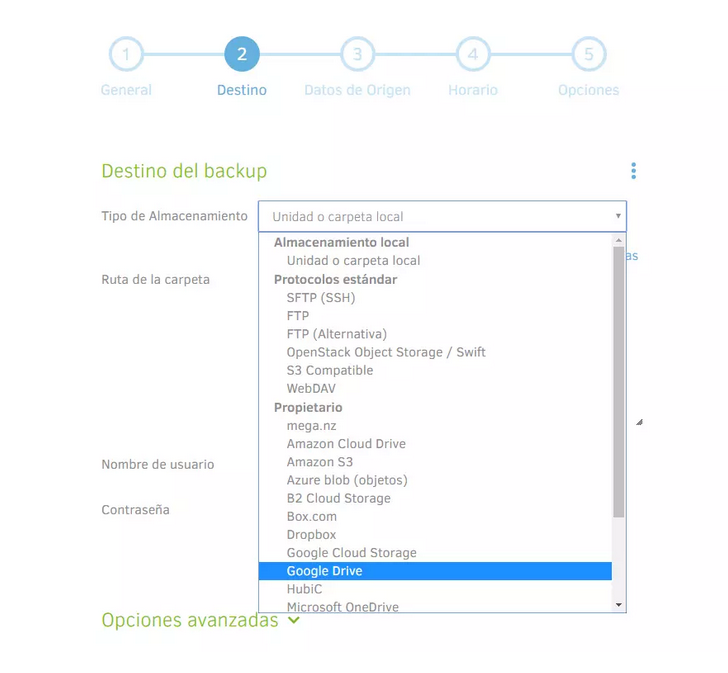 1 2 3 4 5
General Destino Datos de Origen Horario Opciones
Destino del backup
Tipo de Almacenamiento Unidad o carpeta local
Almacenamiento local
as
Unidad o carpeta local
Ruta de la carpeta Protocolos estándar
SFTP (SSH)
FTP
FTP (Alternativa)
OpenStack Object Storage / Swift
S3 Compatible
WebDAV
Propietario
mega.nz
Amazon Cloud Drive
Nombre de usuario Amazon S3
Azure blob (objetos)
B2 Cloud Storage
Contraseña Box.com
Dropbox
Google Cloud Storage
Google Drive
HubiC
Microsoft OneDrive
Opciones avanzadas